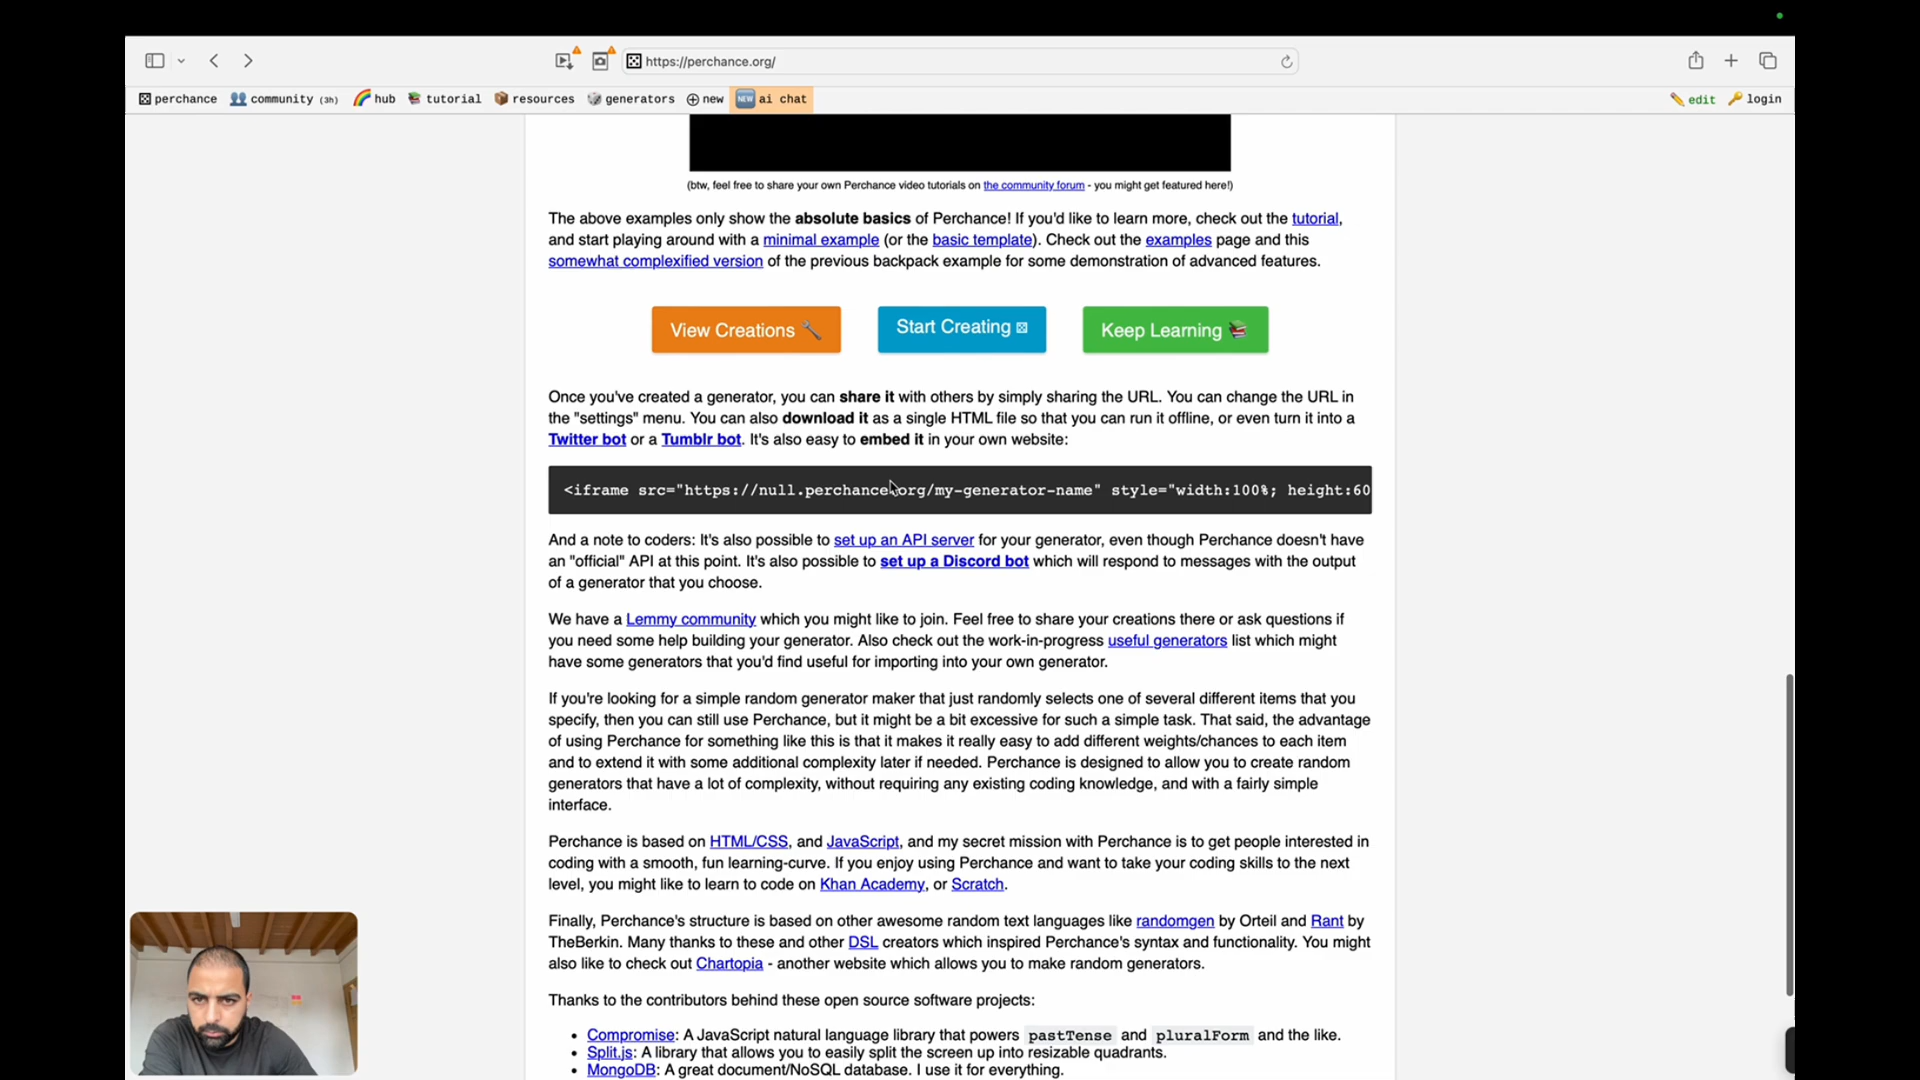 https://perchance.org/
perchance community (3h) hub tutorial resources generators new NEW ai chat edit login
(btw, feel free to share your own Perchance video tutorials on the community forum - you might get featured here!)
The above examples only show the absolute basics of Perchance! If you'd like to learn more, check out the tutorial,
and start playing around with a minimal example (or the basic template). Check out the examples page and this
somewhat complexified version of the previous backpack example for some demonstration of advanced features.
View Creations Start Creating Keep Learning
Once you've created a generator, you can share it with others by simply sharing the URL. You can change the URL in
the "settings" menu. You can also download it as a single HTML file so that you can run it offline, or even turn it into a
Twitter bot or a Tumblr bot. It's also easy to embed it in your own website:
<iframe src="https://null.perchance.org/my-generator-name" style="width:100%; height:60
And a note to coders: It's also possible to set up an API server for your generator, even though Perchance doesn't have
an "official" API at this point. It's also possible to set up a Discord bot which will respond to messages with the output
of a generator that you choose.
We have a Lemmy community which you might like to join. Feel free to share your creations there or ask questions if
you need some help building your generator. Also check out the work-in-progress useful generators list which might
have some generators that you'd find useful for importing into your own generator.
If you're looking for a simple random generator maker that just randomly selects one of several different items that you
specify, then you can still use Perchance, but it might be a bit excessive for such a simple task. That said, the advantage
of using Perchance for something like this is that it makes it really easy to add different weights/chances to each item
and to extend it with some additional complexity later if needed. Perchance is designed to allow you to create random
generators that have a lot of complexity, without requiring any existing coding knowledge, and with a fairly simple
interface.
Perchance is based on HTML/CSS, and JavaScript, and my secret mission with Perchance is to get people interested in
coding with a smooth, fun learning-curve. If you enjoy using Perchance and want to take your coding skills to the next
level, you might like to learn to code on Khan Academy, or Scratch.
Finally, Perchance's structure is based on other awesome random text languages like randomgen by Orteil and Rant by
TheBerkin. Many thanks to these and other DSL creators which inspired Perchance's syntax and functionality. You might
also like to check out Chartopia - another website which allows you to make random generators.
Thanks to the contributors behind these open source software projects:
• Compromise: A JavaScript natural language library that powers pastTense and pluralForm and the like.
• Split.js: A library that allows you to easily split the screen up into resizable quadrants.
• MongoDB: A great document/NoSQL database. I use it for everything.